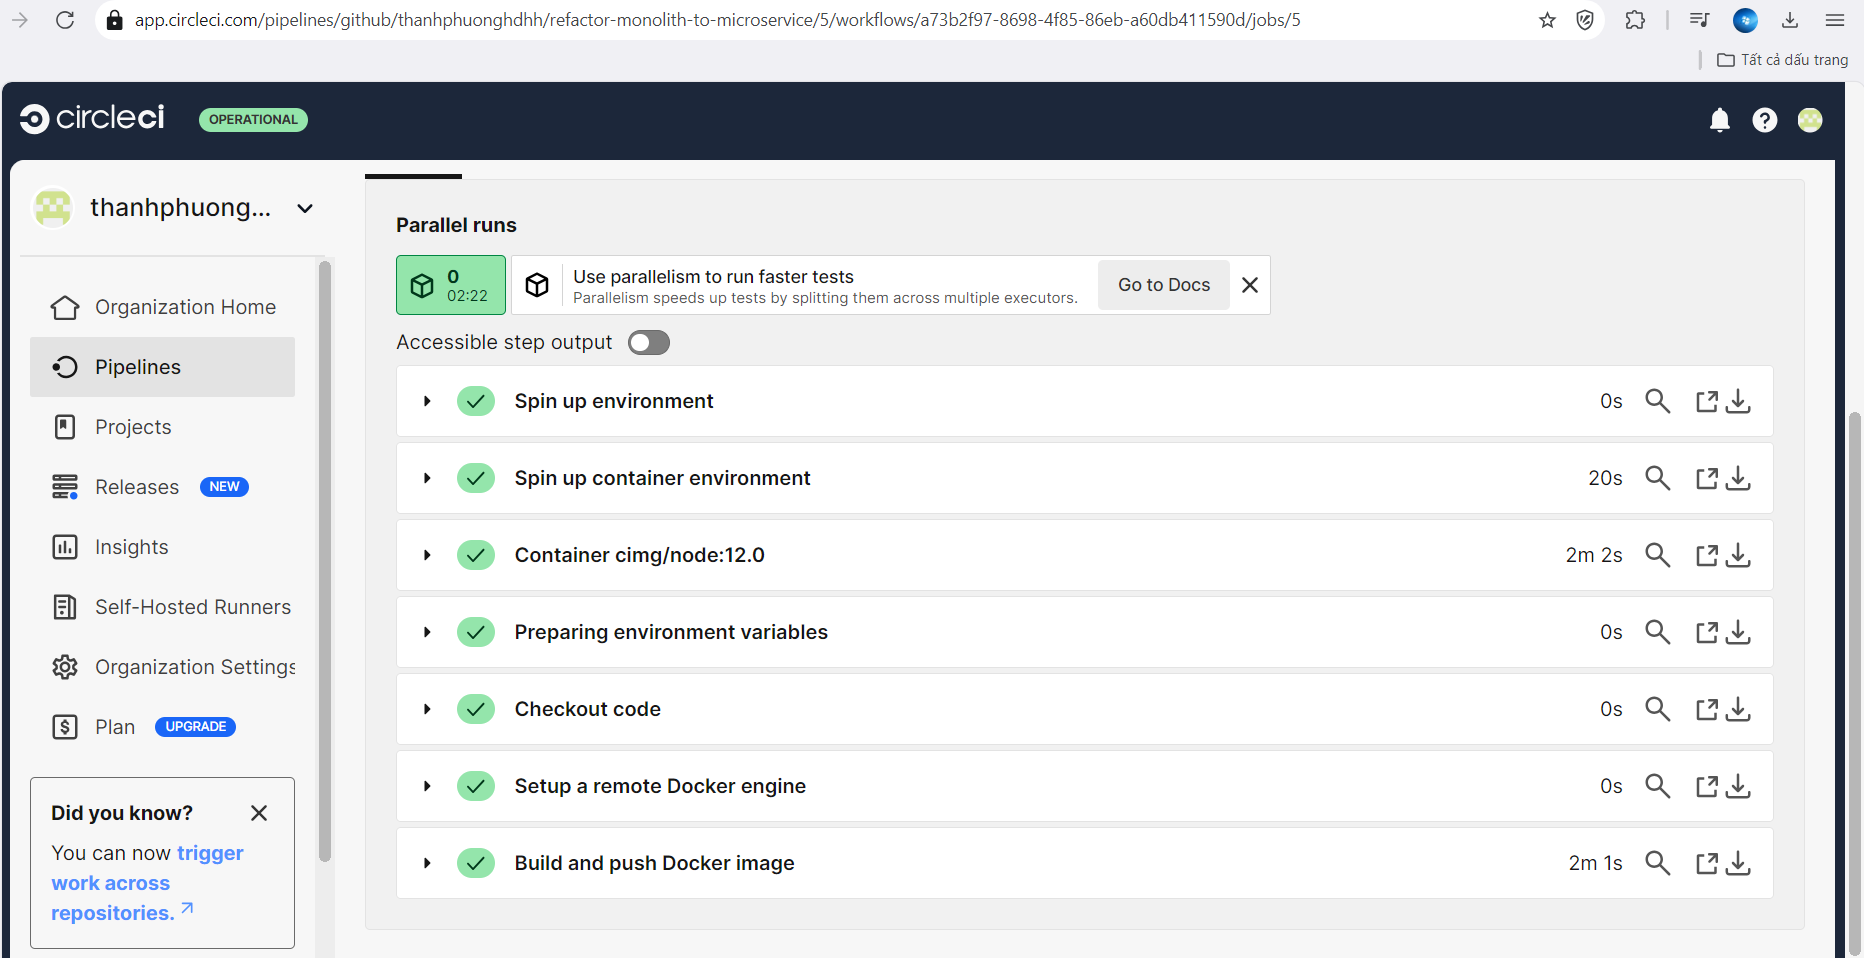 app.circleci.com/pipelines/github/thanhphuonghdhh/refactor-monolith-to-microservice/5/workflows/a73b2f97-8698-4f85-86eb-a60db411590d/jobs/5
Tất cả dấu trang
circleci
OPERATIONAL
thanhphuong...
Organization Home
Pipelines
Projects
Releases NEW
Insights
Self-Hosted Runners
Organization Settings
Plan UPGRADE
Did you know?
You can now trigger
work across
repositories.
Parallel runs
0
02:22
Use parallelism to run faster tests
Parallelism speeds up tests by splitting them across multiple executors.
Go to Docs
Accessible step output
Spin up environment 0s
Spin up container environment 20s
Container cimg/node:12.0 2m 2s
Preparing environment variables 0s
Checkout code 0s
Setup a remote Docker engine 0s
Build and push Docker image 2m 1s